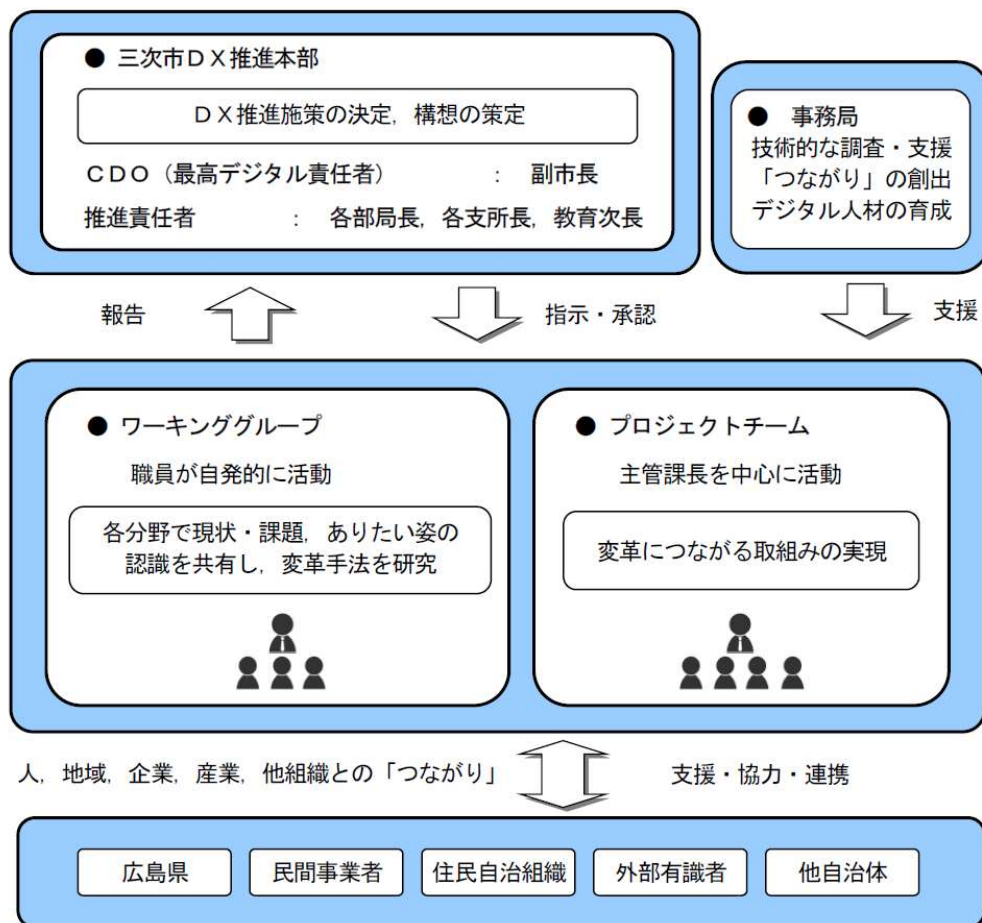 ● 三次市ＤＸ推進本部
ＤＸ推進施策の決定，構想の策定
ＣＤＯ（最高デジタル責任者） ： 副市長
推進責任者 ： 各部局長，各支所長，教育次長
● 事務局
技術的な調査・支援
「つながり」の創出
デジタル人材の育成
報告
指示・承認
支援
● ワーキンググループ
職員が自発的に活動
各分野で現状・課題，ありたい姿の
認識を共有し，変革手法を研究
● プロジェクトチーム
主管課長を中心に活動
変革につながる取組みの実現
人，地域，企業，産業，他組織との「つながり」
支援・協力・連携
広島県
民間事業者
住民自治組織
外部有識者
他自治体